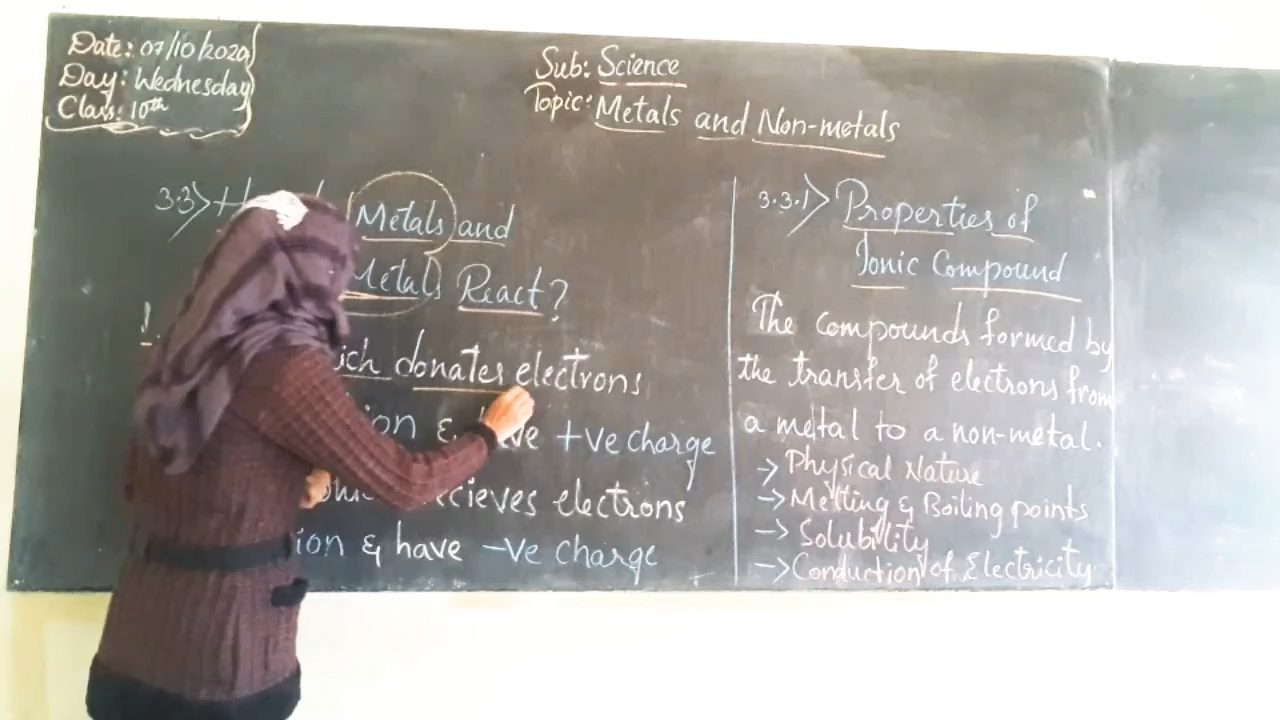 Date: 07/10/2020
Day: Wednesday
Class: 10th
Sub: Science
Topic: Metals and Non-metals
3.3> Metals and
Metals React?
donates electrons
ion & +ve charge
recieves electrons
ion & have -ve charge
3.3.1> Properties of
Ionic Compound
The compounds formed by
the transfer of electrons from
a metal to a non-metal.
-> Physical Nature
-> Melting & Boiling points
-> Solubility
-> Conduction of Electricity